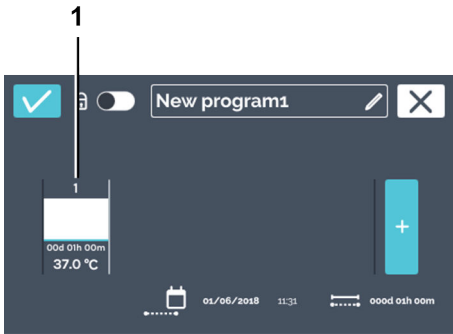 1
New program1
1
00d 01h 00m
37.0 °C
+
01/06/2018 11:31 000d 01h 00m